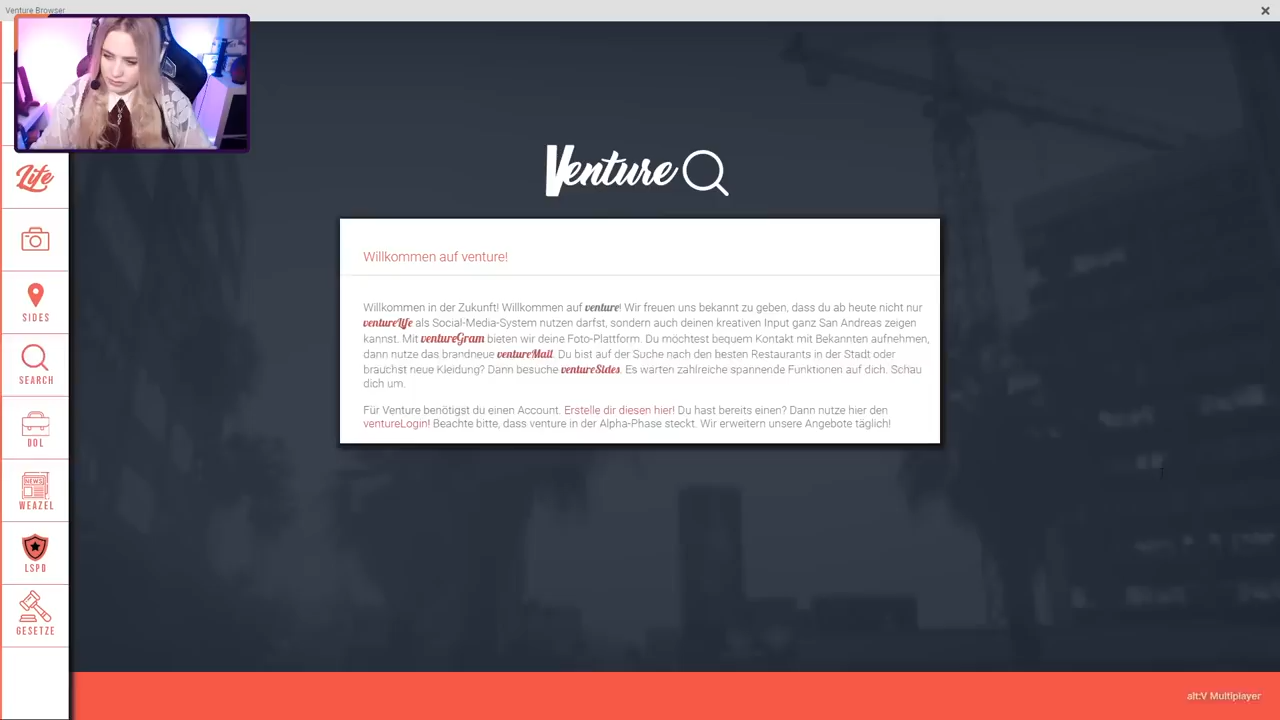 Venture Browser
Venture
Life
SIDES
SEARCH
DOL
NEWS
WEAZEL
LSPD
GESETZE
Willkommen auf venture!
Willkommen in der Zukunft! Willkommen auf venture! Wir freuen uns bekannt zu geben, dass du ab heute nicht nur
ventureLife als Social-Media-System nutzen darfst, sondern auch deinen kreativen Input ganz San Andreas zeigen
kannst. Mit ventureGram bieten wir deine Foto-Plattform. Du möchtest bequem Kontakt mit Bekannten aufnehmen,
dann nutze das brandneue ventureMail. Du bist auf der Suche nach den besten Restaurants in der Stadt oder
brauchst neue Kleidung? Dann besuche ventureSides. Es warten zahlreiche spannende Funktionen auf dich. Schau
dich um.
Für Venture benötigst du einen Account. Erstelle dir diesen hier! Du hast bereits einen? Dann nutze hier den
ventureLogin! Beachte bitte, dass venture in der Alpha-Phase steckt. Wir erweitern unsere Angebote täglich!
alt:V Multiplayer